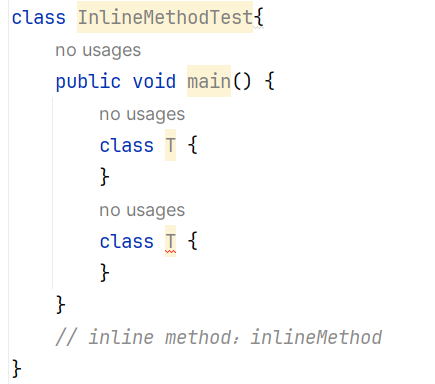 class InlineMethodTest{
no usages
public void main() {
no usages
class T {
}
no usages
class T {
}
}
// inline method：inlineMethod
}